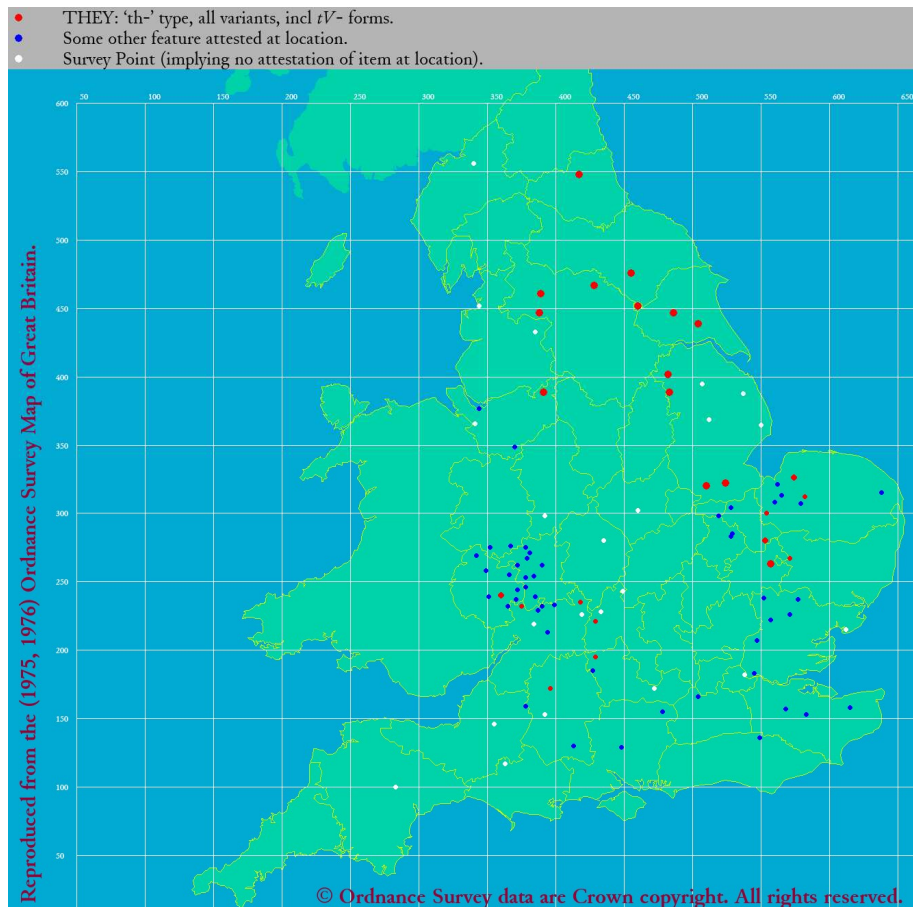 THEY: ‘th-’ type, all variants, incl tV- forms.
Some other feature attested at location.
Survey Point (implying no attestation of item at location).
50 100 150 200 250 300 350 400 450 500 550 600 650
600
550
500
450
400
350
300
250
200
150
100
50
Reproduced from the (1975, 1976) Ordnance Survey Map of Great Britain.
© Ordnance Survey data are Crown copyright. All rights reserved.